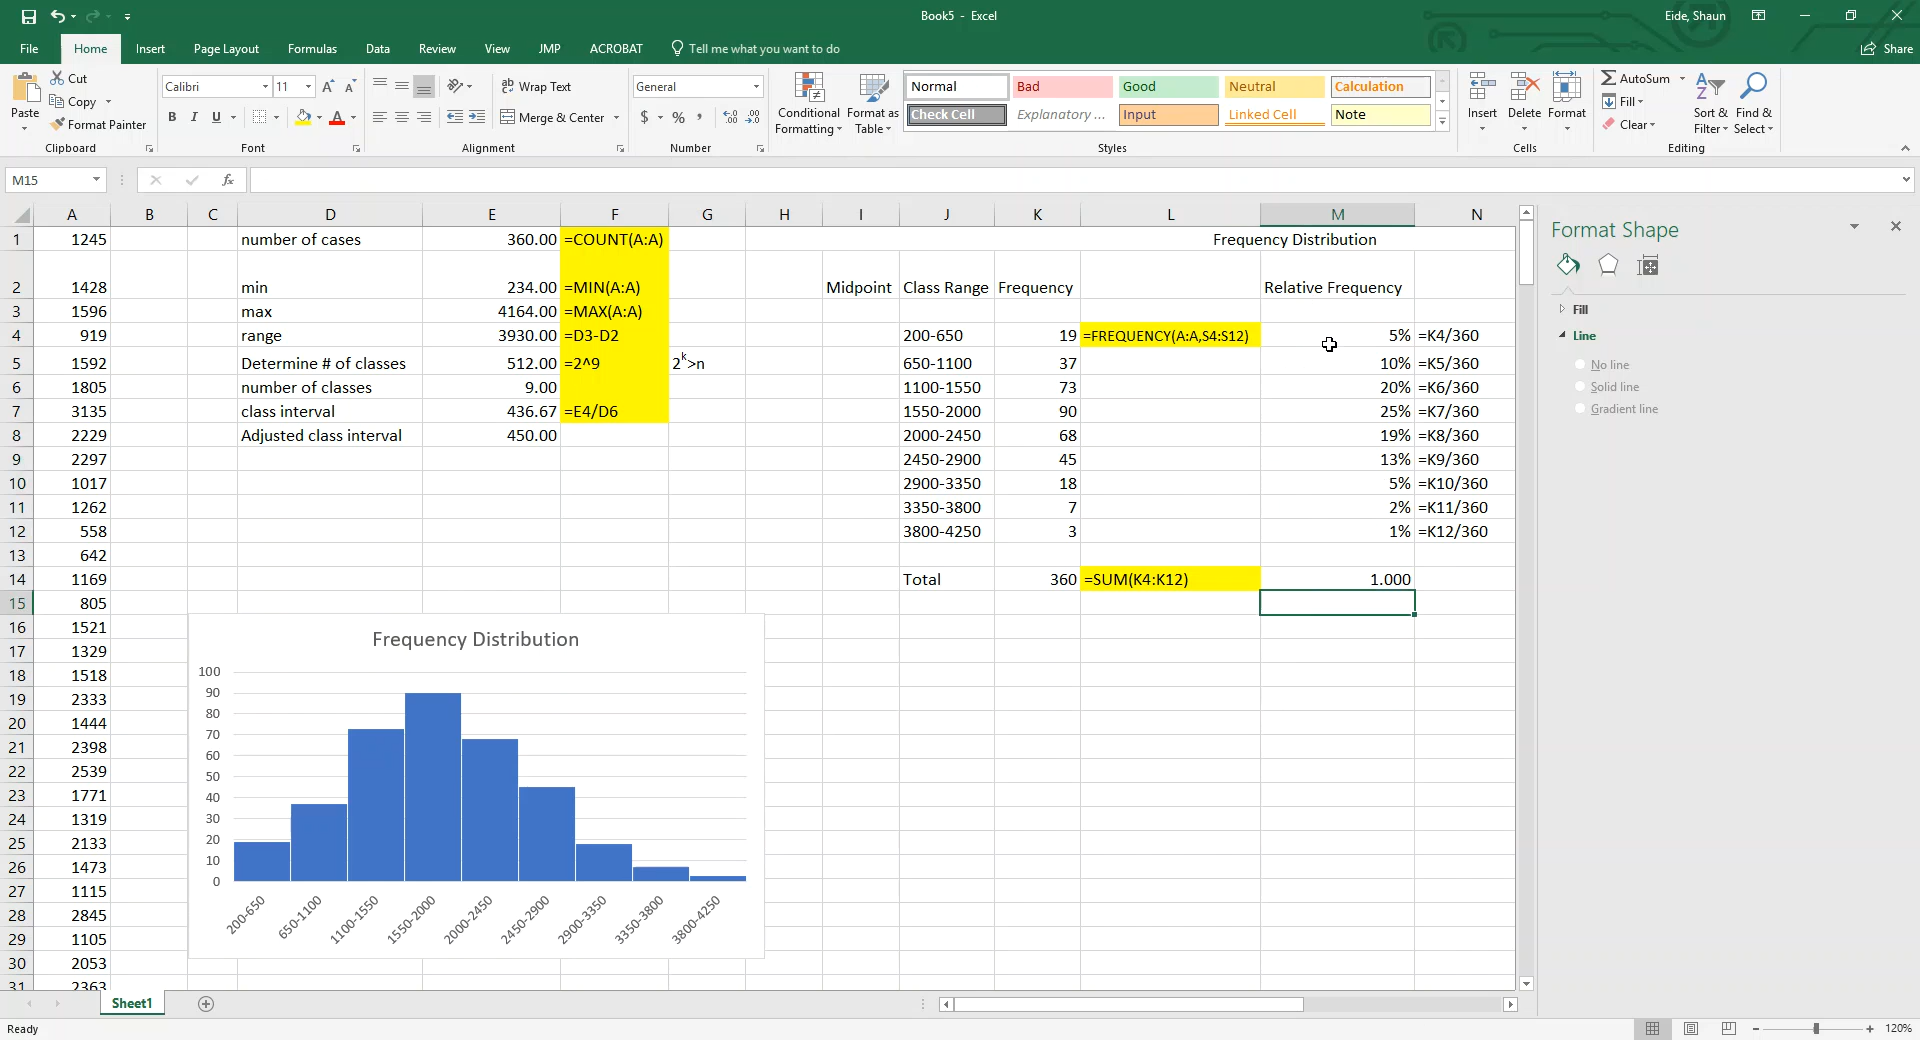 Book5 - Excel
Eide, Shaun
File Home Insert Page Layout Formulas Data Review View JMP ACROBAT Tell me what you want to do Share
Paste
Cut
Copy
Format Painter
Clipboard
Calibri 11
B I U
Font
Wrap Text
Merge & Center
Alignment
General
$ % ,
Number
Conditional Formatting
Format as Table
Normal Bad Good Neutral Calculation
Check Cell Explanatory ... Input Linked Cell Note
Styles
Insert Delete Format
Cells
AutoSum
Fill
Clear
Sort & Filter
Find & Select
Editing
M15 fx
A B C D E F G H I J K L M N
1 1245 number of cases 360.00 =COUNT(A:A) Frequency Distribution
2 1428 min 234.00 =MIN(A:A) Midpoint Class Range Frequency Relative Frequency
3 1596 max 4164.00 =MAX(A:A)
4 919 range 3930.00 =D3-D2 200-650 19 =FREQUENCY(A:A,S4:S12) 5% =K4/360
5 1592 Determine # of classes 512.00 =2^9 2^k>n 650-1100 37 10% =K5/360
6 1805 number of classes 9.00 1100-1550 73 20% =K6/360
7 3135 class interval 436.67 =E4/D6 1550-2000 90 25% =K7/360
8 2229 Adjusted class interval 450.00 2000-2450 68 19% =K8/360
9 2297 2450-2900 45 13% =K9/360
10 1017 2900-3350 18 5% =K10/360
11 1262 3350-3800 7 2% =K11/360
12 558 3800-4250 3 1% =K12/360
13 642
14 1169 Total 360 =SUM(K4:K12) 1.000
15 805
16 1521
17 1329
18 1518
19 2333
20 1444
21 2398
22 2539
23 1771
24 1319
25 2133
26 1473
27 1115
28 2845
29 1105
30 2053
31 2363
Frequency Distribution
100
90
80
70
60
50
40
30
20
10
0
200-650 650-1100 1100-1550 1550-2000 2000-2450 2450-2900 2900-3350 3350-3800 3800-4250
Format Shape
Fill
Line
No line
Solid line
Gradient line
Sheet1
Ready
120%